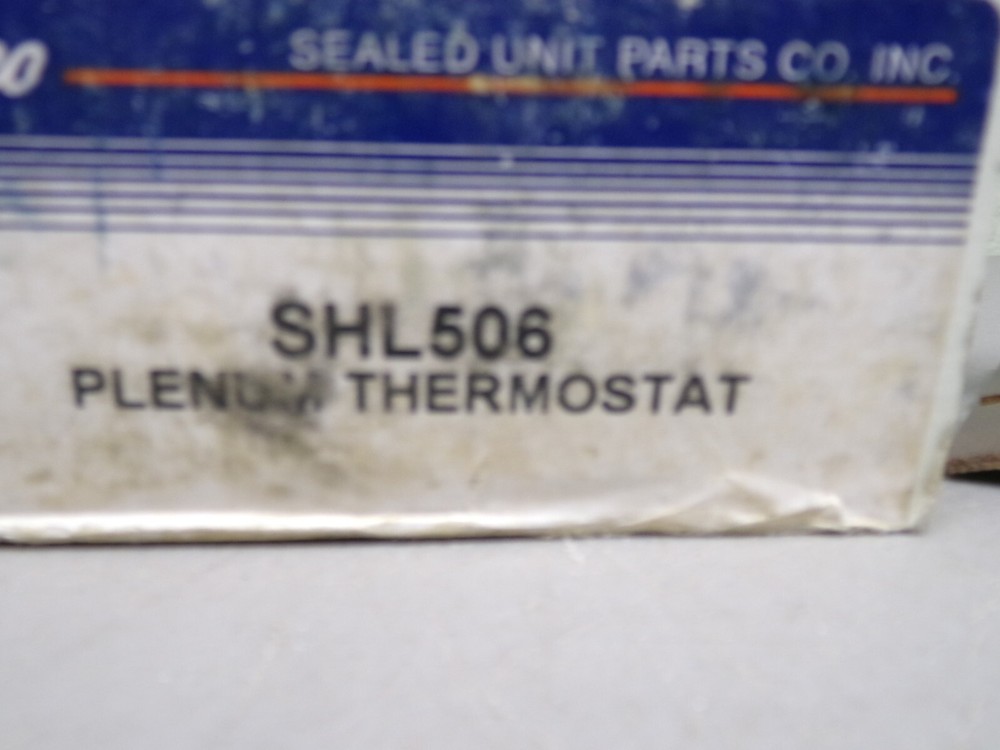 SEALED UNIT PARTS CO. INC.
SHL506
PLENUM THERMOSTAT